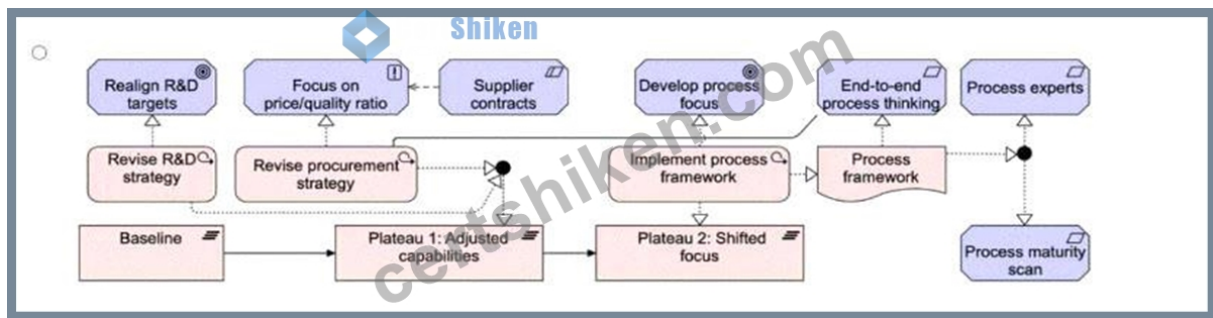 Shiken
Realign R&D
targets
Focus on
price/quality ratio
Supplier
contracts
Develop process
focus
End-to-end
process thinking
Process experts
Revise R&D
strategy
Revise procurement
strategy
Implement process
framework
Process
framework
Baseline
Plateau 1: Adjusted
capabilities
Plateau 2: Shifted
focus
Process maturity
scan
certshiken.com